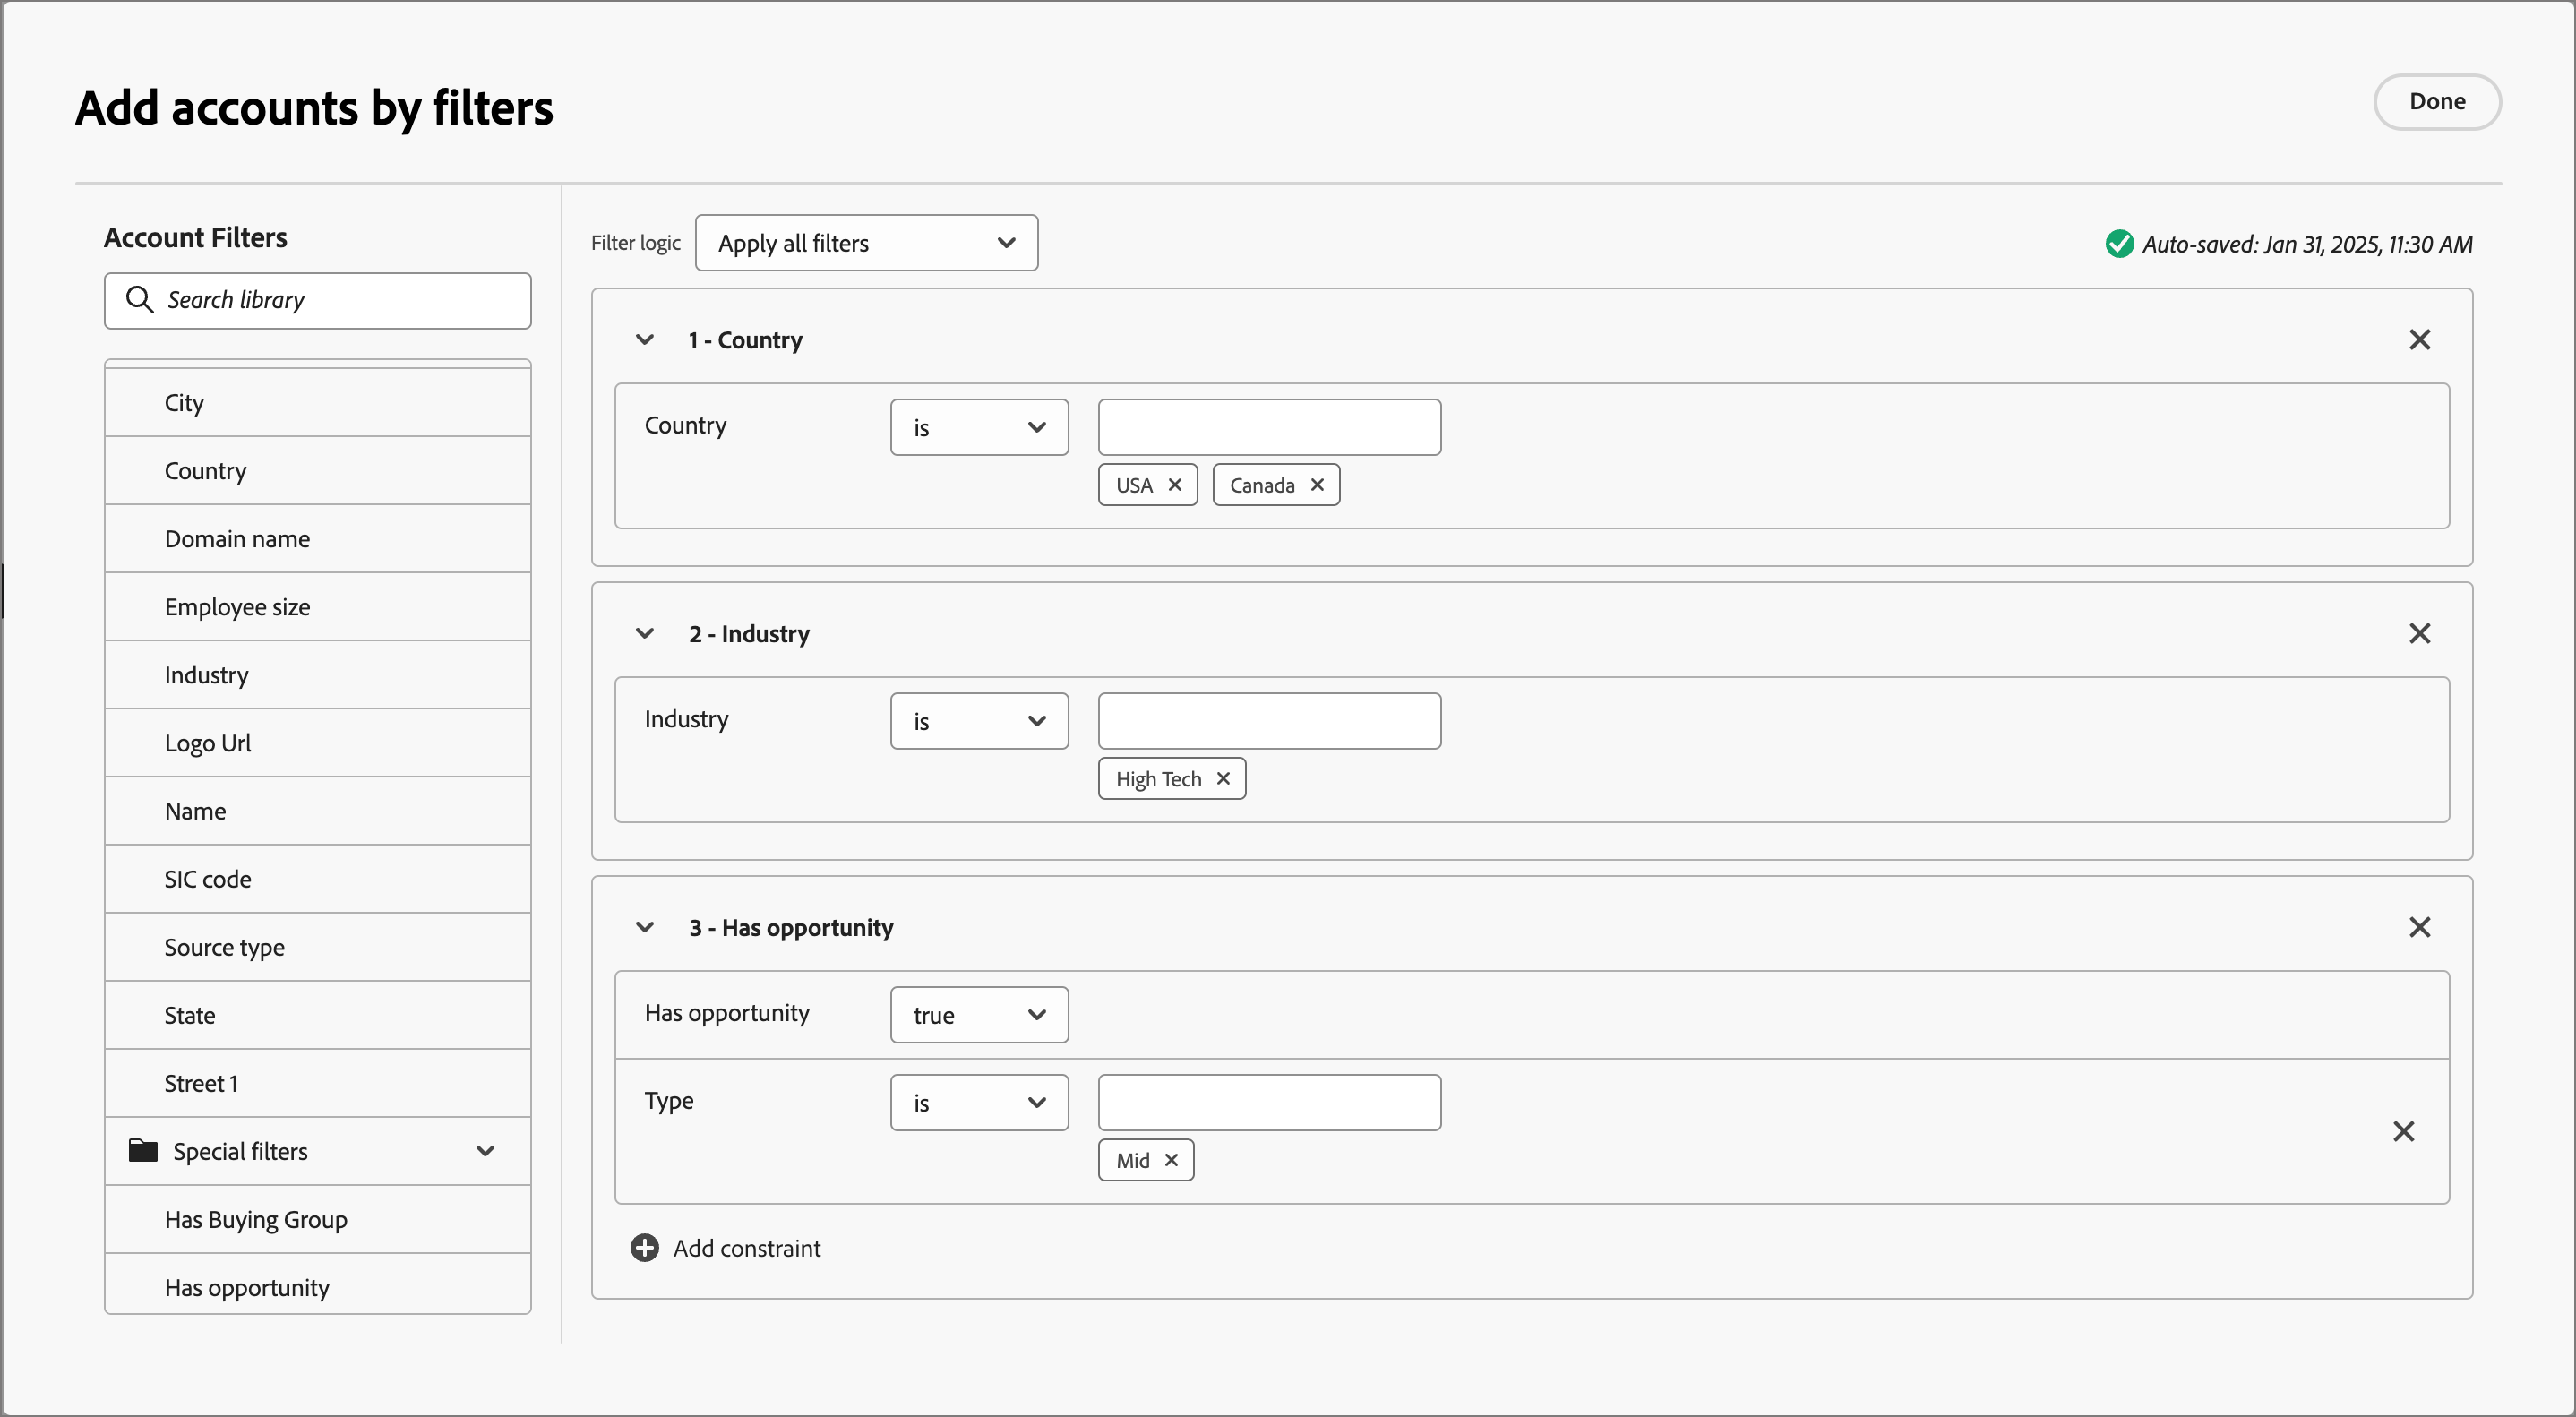 Add accounts by filters
Done
Account Filters
Search library
City
Country
Domain name
Employee size
Industry
Logo Url
Name
SIC code
Source type
State
Street 1
Special filters
Has Buying Group
Has opportunity
Filter logic
Apply all filters
Auto-saved: Jan 31, 2025, 11:30 AM
1 - Country
Country is
USA Canada
2 - Industry
Industry is
High Tech
3 - Has opportunity
Has opportunity true
Type is
Mid
Add constraint